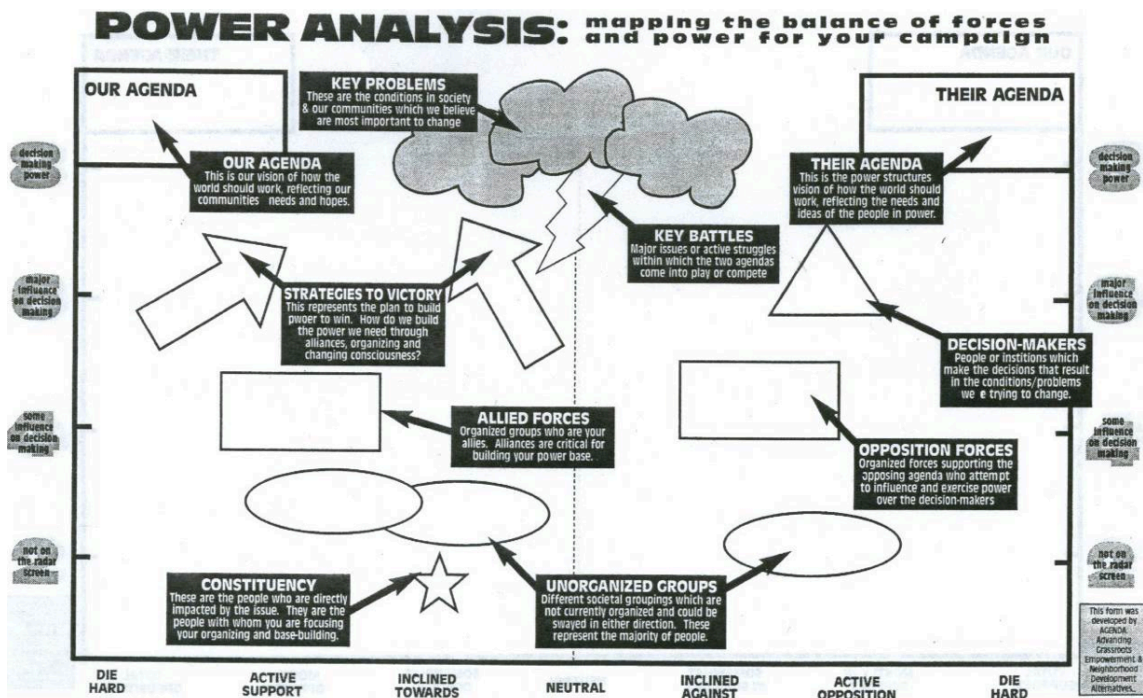 POWER ANALYSIS: mapping the balance of forces
and power for your campaign
OUR AGENDA
KEY PROBLEMS
These are the conditions in society
& our communities which we believe
are most important to change
THEIR AGENDA
decision
making
power
OUR AGENDA
This is our vision of how the
world should work, reflecting our
communities needs and hopes.
THEIR AGENDA
This is the power structures
vision of how the world should
work, reflecting the needs and
ideas of the people in power.
decision
making
power
KEY BATTLES
Major issues or active struggles
within which the two agendas
come into play or compete
major
influence
on decision
making
STRATEGIES TO VICTORY
This represents the plan to build
pwoer to win. How do we build
the power we need through
alliances, organizing and
changing consciousness?
major
influence
on decision
making
DECISION-MAKERS
People or institions which
make the decisions that result
in the conditions/problems
we e trying to change.
some
influence
on decision
making
ALLIED FORCES
Organized groups who are your
allies. Alliances are critical for
building your power base.
OPPOSITION FORCES
Organized forces supporting the
opposing agenda who attempt
to influence and exercise power
over the decision-makers
some
influence
on decision
making
not on
the radar
screen
CONSTITUENCY
These are the people who are directly
impacted by the issue. They are the
people with whom you are focusing
your organizing and base-building.
UNORGANIZED GROUPS
Different societal groupings which are
not currently organized and could be
swayed in either direction. These
represent the majority of people.
not on
the radar
screen
This form was
developed by
AGENDA
Advancing
Grassroots
Empowerment &
Neighborhood
Development
Alternatives.
DIE
HARD
ACTIVE
SUPPORT
INCLINED
TOWARDS
NEUTRAL
INCLINED
AGAINST
ACTIVE
OPPOSITION
DIE
HARD